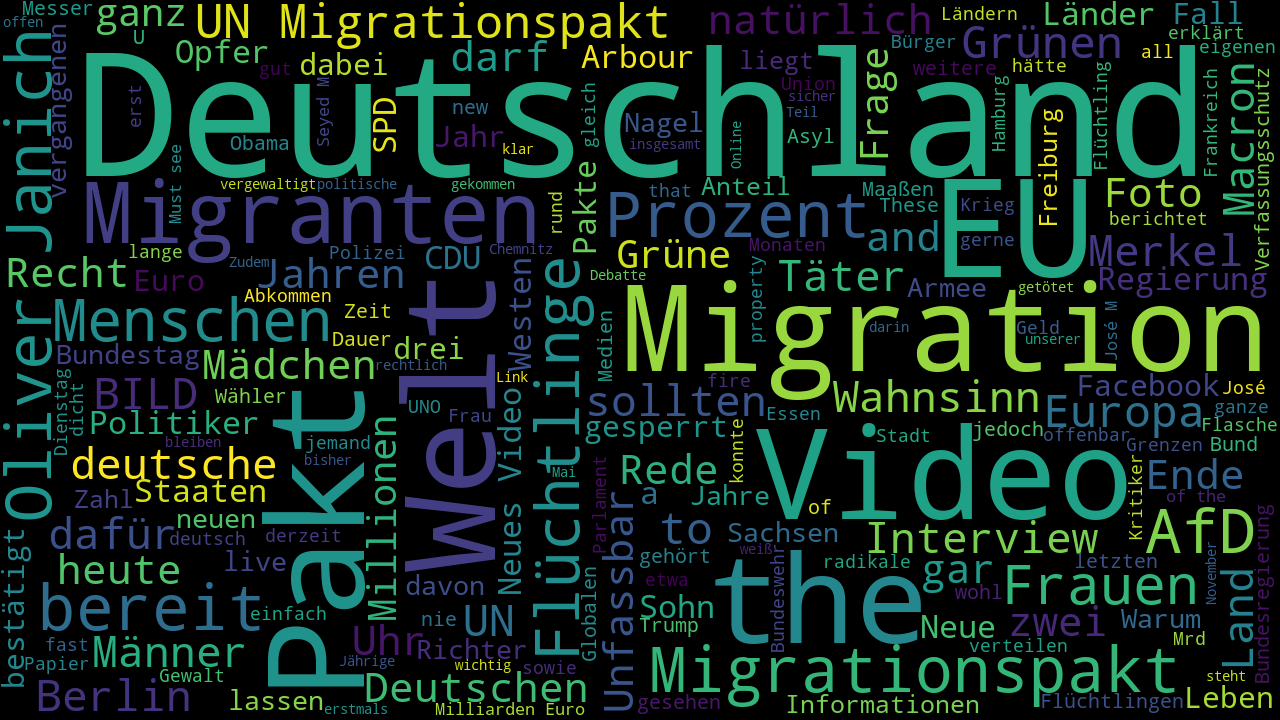 offen
Messer
ganz
UN Migrationspakt
natürlich
Ländern
Länder
Fall
u
Opfer
gut
dabei
darf
Arbour
liegt
Bürger
Grünen
all
erklärt
eigenen
Janich
vergangenen
Deutschland
erst
Obama
Seyed M
SPD
new
Jahr
klar
gleich
Nagel
insgesamt
Union
sicher
Teil
Online
Asyl
Frage
weitere
hätte
Hamburg
Freiburg
Flüchtling
Frankreich
Macron
Verfassungsschutz
Must see
vergewaltigt
politische
gekommen
Migranten
rund
Pakte
that
Anteil
Prozent
Maaßen
These
and
EU
Krieg
gerne
Foto
berichtet
lange
Recht
Euro
Zudem
Jahren
Polizei
CDU
Chemnitz
Westen
Debatte
Grüne
Monaten
property
Täter
Armee
getötet
Merkel
Regierung
Abkommen
Zeit
Oliver
Menschen
Dauer
Welt
Flüchtlinge
Medien
Migration
darin
Geld
unserer
José M
Bundestag
Mädchen
drei
rechtlich
Link
Dienstag
dicht
BILD
Wähler
UNO
Frau
Video
fire
sollten
Essen
Wahnsinn
Facebook
José
ganze
Politiker
bleiben
jemand
bisher
Pakt
Millionen
gesperrt
konnte
Video
Stadt
jedoch
Europa
offenbar
Grenzen
Flasche
Bund
deutsche
Zahl
Staaten
Mai
Parlament
Rede
Kritiker
Ende
of the
Bundesregierung
bestätigt
dafür
neuen
deutsch
derzeit
Neues
Unfassbar
a
Jahre
of
to
Sachsen
Interview
AfD
heute
live
davon
Globalen
gehört
weiß
radikale
letzten
etwa
the
gar
wohl
Frauen
November
Land
bereit
einfach
nie
UN
Sohn
Trump
Bundeswehr
Neue
zwei
Warum
fast
Papier
Männer
Gewalt
Jährige
Uhr
Richter
wichtig
sowie
verteilen
Mrd
Migrationspakt
steht
Berlin
lassen
erstmals
Deutschen
Milliarden Euro
gesehen
Informationen
Flüchtlingen
Leben